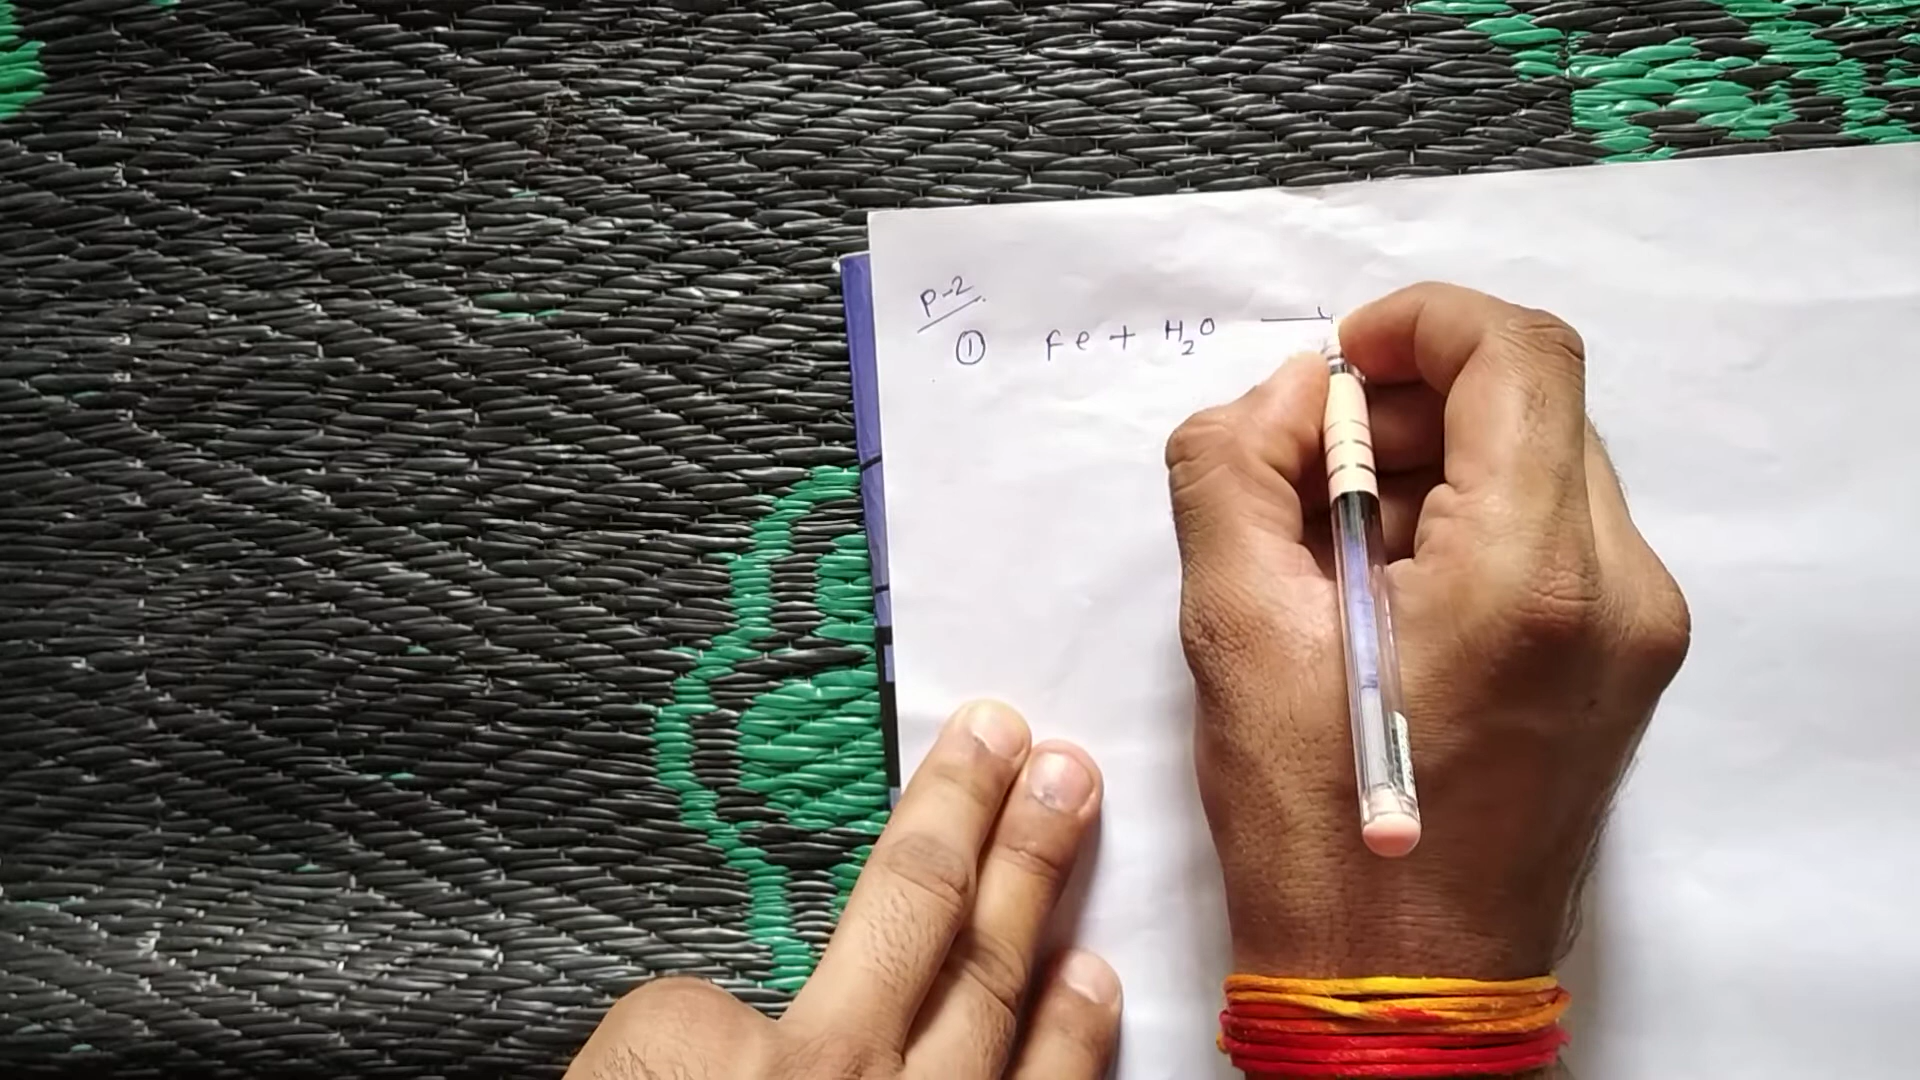 P-2
① Fe + H₂O →